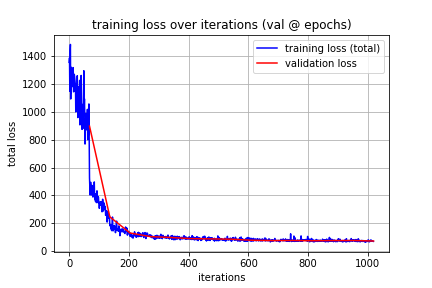 training loss over iterations (val @ epochs)
training loss (total)
validation loss
total loss
1400
1200
1000
800
600
400
200
0
0 200 400 600 800 1000
iterations